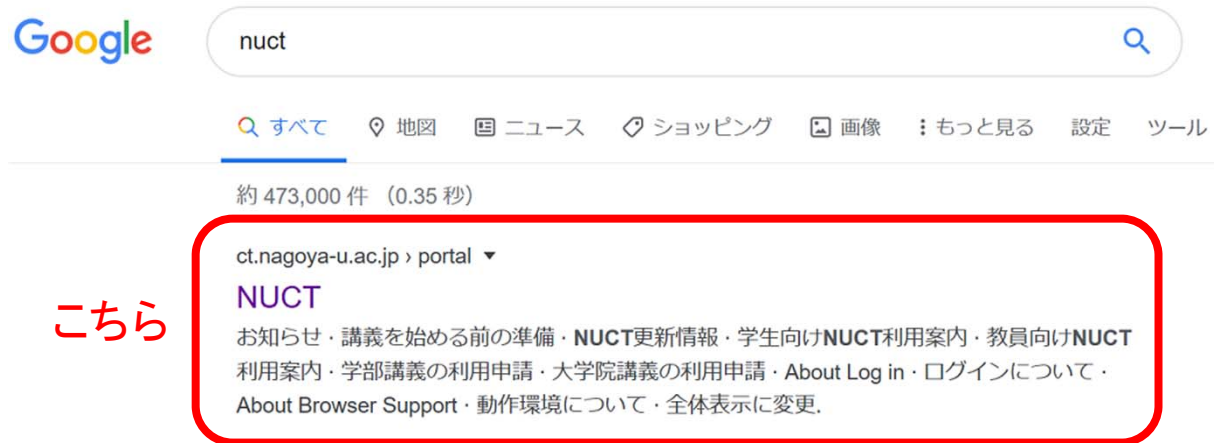 Google
nuct
すべて 地図 ニュース ショッピング 画像 もっと見る 設定 ツール
約 473,000 件 （0.35 秒）
ct.nagoya-u.ac.jp › portal ▼
NUCT
こちら
お知らせ · 講義を始める前の準備 · NUCT更新情報 · 学生向けNUCT利用案内 · 教員向けNUCT
利用案内 · 学部講義の利用申請 · 大学院講義の利用申請 · About Log in · ログインについて ·
About Browser Support · 動作環境について · 全体表示に変更.